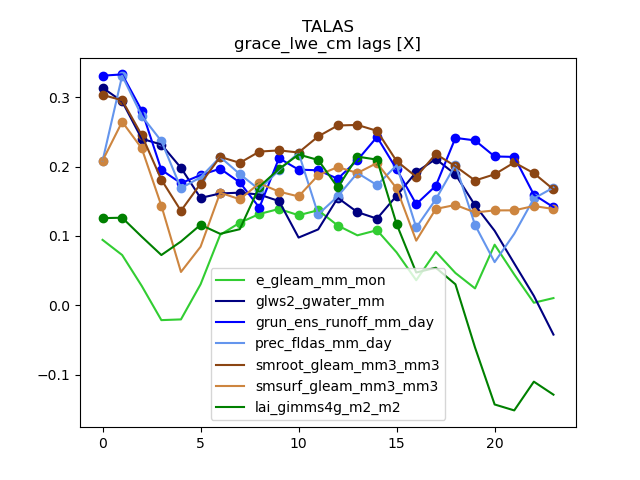 TALAS
grace_lwe_cm lags [X]
0.3
0.2
0.1
0.0
−0.1
e_gleam_mm_mon
glws2_gwater_mm
grun_ens_runoff_mm_day
prec_fldas_mm_day
smroot_gleam_mm3_mm3
smsurf_gleam_mm3_mm3
lai_gimms4g_m2_m2
0 5 10 15 20